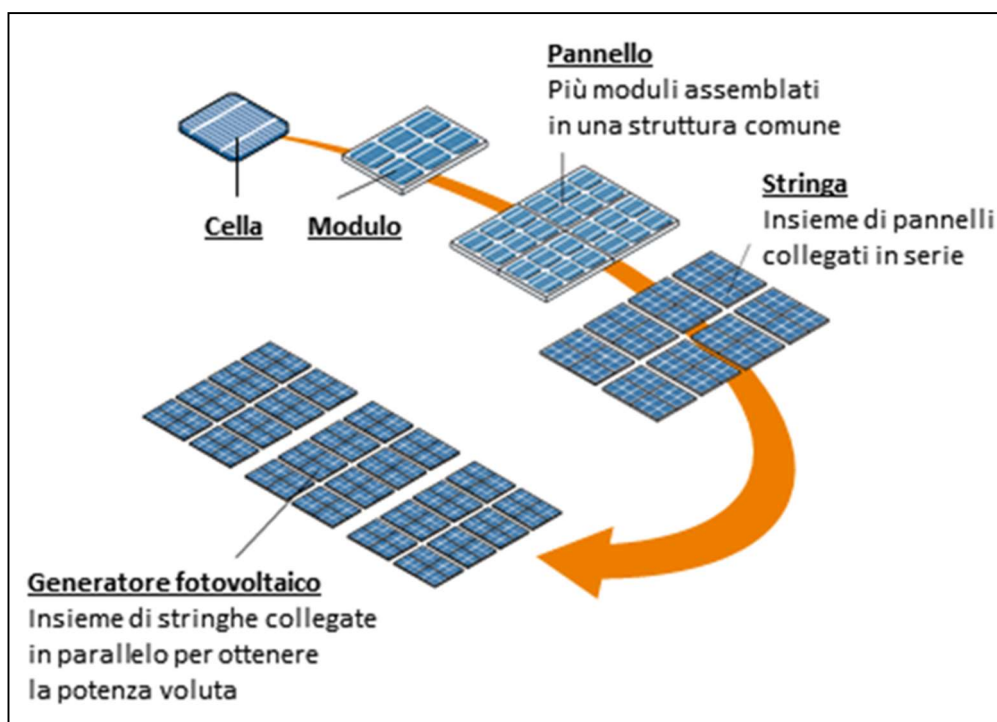 Pannello
Più moduli assemblati
in una struttura comune
Stringa
Insieme di pannelli
collegati in serie
Cella
Modulo
Generatore fotovoltaico
Insieme di stringhe collegate
in parallelo per ottenere
la potenza voluta